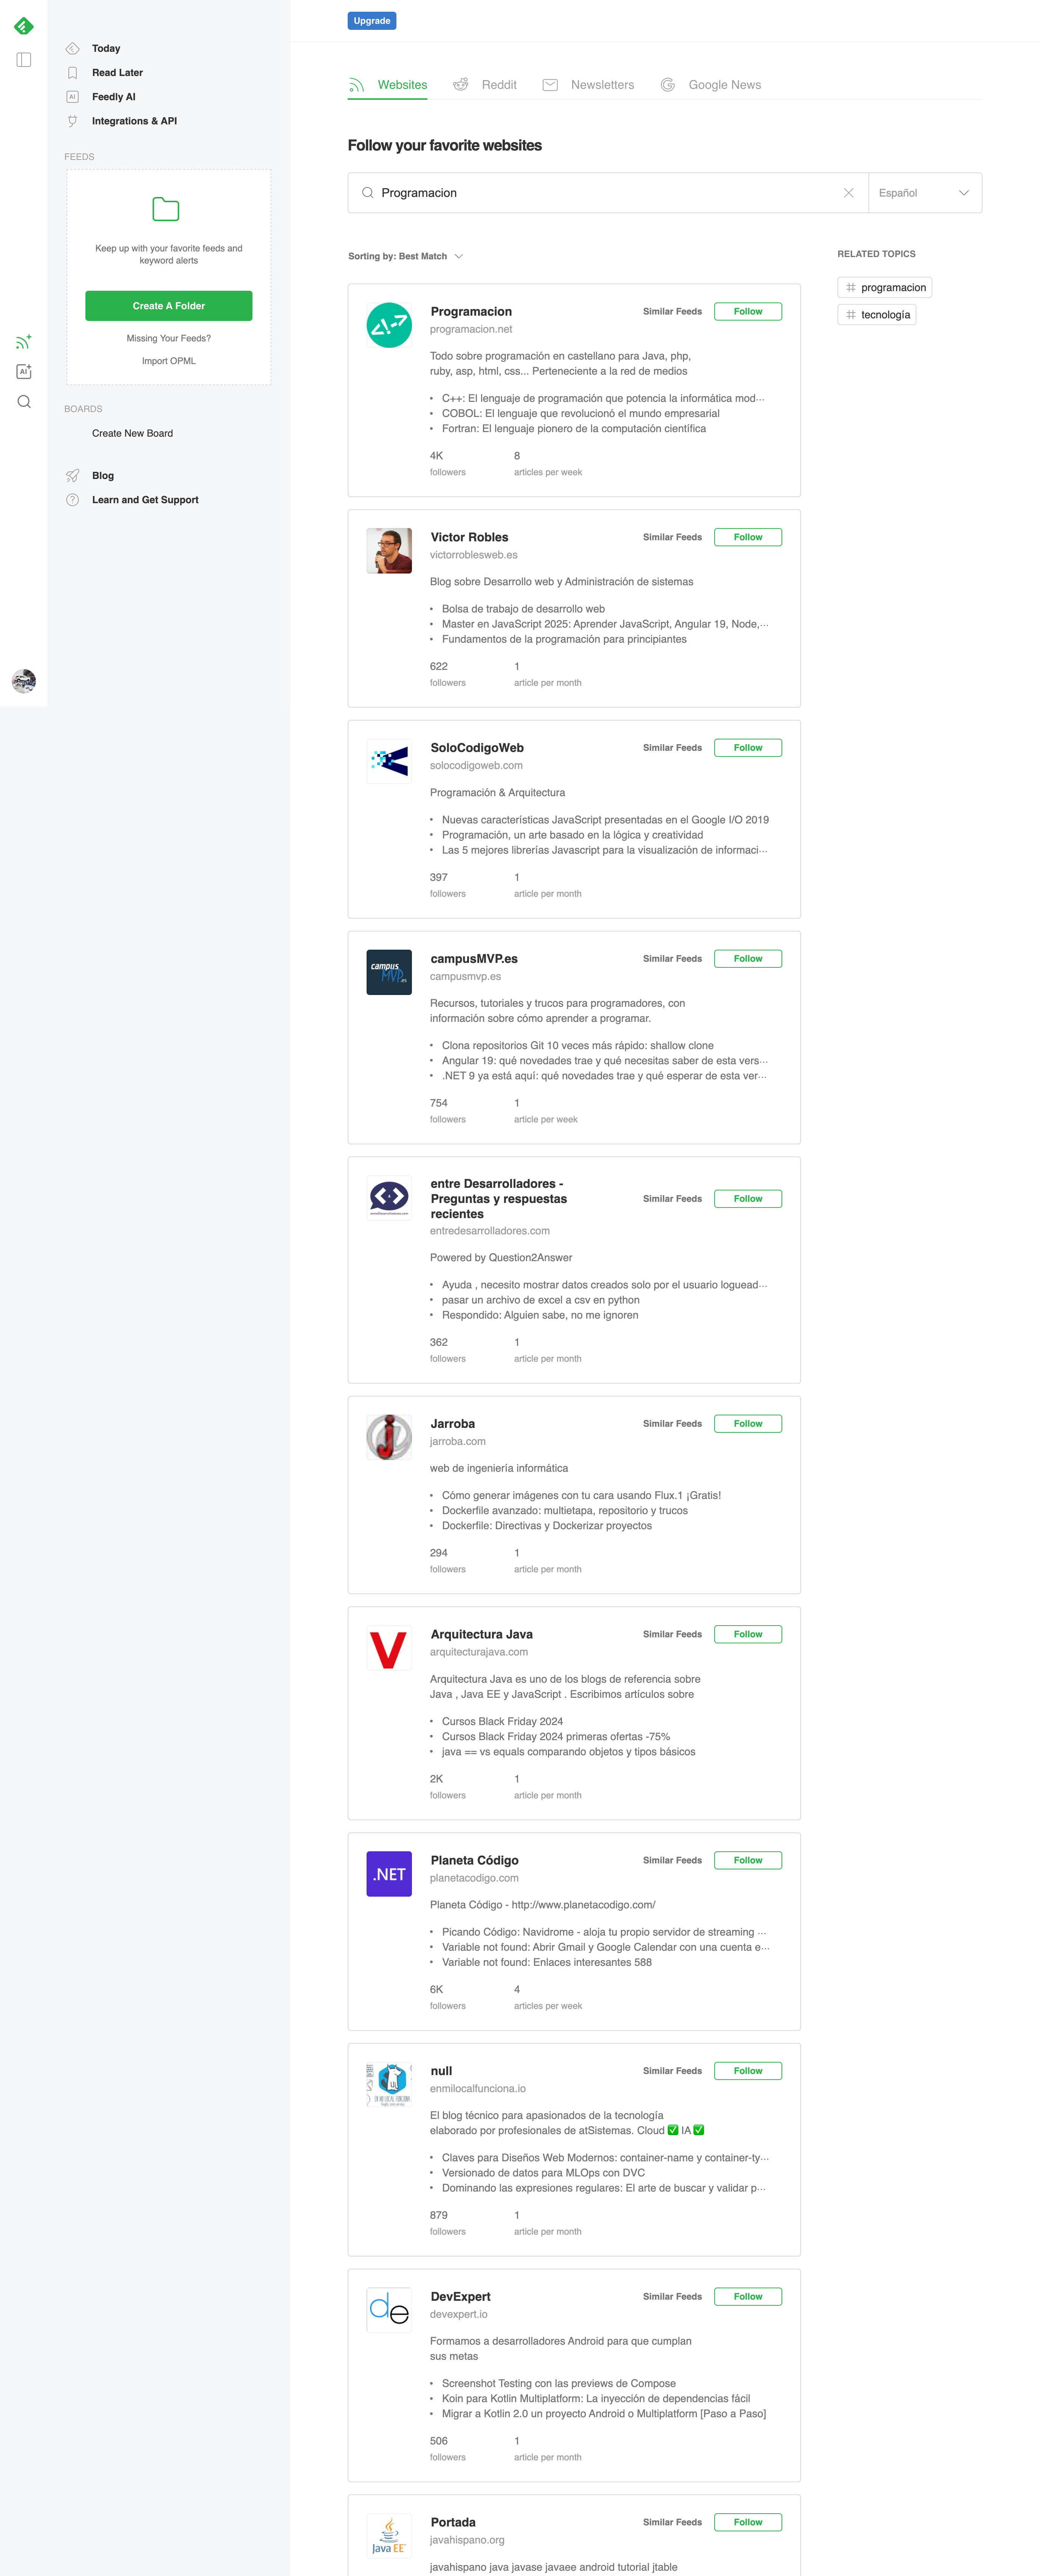 Upgrade
Today
Read Later
Feedly AI
Integrations & API
FEEDS
Keep up with your favorite feeds and
keyword alerts
Create A Folder
Missing Your Feeds?
Import OPML
BOARDS
Create New Board
Blog
Learn and Get Support
Websites
Reddit
Newsletters
Google News
Follow your favorite websites
Programacion
Español
Sorting by: Best Match
RELATED TOPICS
programacion
tecnología
Programacion
Similar Feeds
Follow
programacion.net
Todo sobre programación en castellano para Java, php,
ruby, asp, html, css... Perteneciente a la red de medios
• C++: El lenguaje de programación que potencia la informática mod···
• COBOL: El lenguaje que revolucionó el mundo empresarial
• Fortran: El lenguaje pionero de la computación científica
4K 8
followers articles per week
Victor Robles
Similar Feeds
Follow
victorroblesweb.es
Blog sobre Desarrollo web y Administración de sistemas
• Bolsa de trabajo de desarrollo web
• Master en JavaScript 2025: Aprender JavaScript, Angular 19, Node,···
• Fundamentos de la programación para principiantes
622 1
followers article per month
SoloCodigoWeb
Similar Feeds
Follow
solocodigoweb.com
Programación & Arquitectura
• Nuevas características JavaScript presentadas en el Google I/O 2019
• Programación, un arte basado en la lógica y creatividad
• Las 5 mejores librerías Javascript para la visualización de informaci···
397 1
followers article per month
campus
MVP.es
campusMVP.es
Similar Feeds
Follow
campusmvp.es
Recursos, tutoriales y trucos para programadores, con
información sobre cómo aprender a programar.
• Clona repositorios Git 10 veces más rápido: shallow clone
• Angular 19: qué novedades trae y qué necesitas saber de esta vers···
• .NET 9 ya está aquí: qué novedades trae y qué esperar de esta ver···
754 1
followers article per week
entre Desarrolladores -
Preguntas y respuestas
recientes
Similar Feeds
Follow
entredesarrolladores.com
Powered by Question2Answer
• Ayuda , necesito mostrar datos creados solo por el usuario loguead···
• pasar un archivo de excel a csv en python
• Respondido: Alguien sabe, no me ignoren
362 1
followers article per month
Jarroba
Similar Feeds
Follow
jarroba.com
web de ingeniería informática
• Cómo generar imágenes con tu cara usando Flux.1 ¡Gratis!
• Dockerfile avanzado: multietapa, repositorio y trucos
• Dockerfile: Directivas y Dockerizar proyectos
294 1
followers article per month
Arquitectura Java
Similar Feeds
Follow
arquitecturajava.com
Arquitectura Java es uno de los blogs de referencia sobre
Java , Java EE y JavaScript . Escribimos artículos sobre
• Cursos Black Friday 2024
• Cursos Black Friday 2024 primeras ofertas -75%
• java == vs equals comparando objetos y tipos básicos
2K 1
followers article per month
.NET
Planeta Código
Similar Feeds
Follow
planetacodigo.com
Planeta Código - http://www.planetacodigo.com/
• Picando Código: Navidrome - aloja tu propio servidor de streaming ···
• Variable not found: Abrir Gmail y Google Calendar con una cuenta e···
• Variable not found: Enlaces interesantes 588
6K 4
followers articles per week
null
Similar Feeds
Follow
enmilocalfunciona.io
El blog técnico para apasionados de la tecnología
elaborado por profesionales de atSistemas. Cloud ✅ IA ✅
• Claves para Diseños Web Modernos: container-name y container-ty···
• Versionado de datos para MLOps con DVC
• Dominando las expresiones regulares: El arte de buscar y validar p···
879 1
followers article per month
de
DevExpert
Similar Feeds
Follow
devexpert.io
Formamos a desarrolladores Android para que cumplan
sus metas
• Screenshot Testing con las previews de Compose
• Koin para Kotlin Multiplatform: La inyección de dependencias fácil
• Migrar a Kotlin 2.0 un proyecto Android o Multiplatform [Paso a Paso]
506 1
followers article per month
Java EE
Portada
Similar Feeds
Follow
javahispano.org
javahispano java javase javaee android tutorial jtable